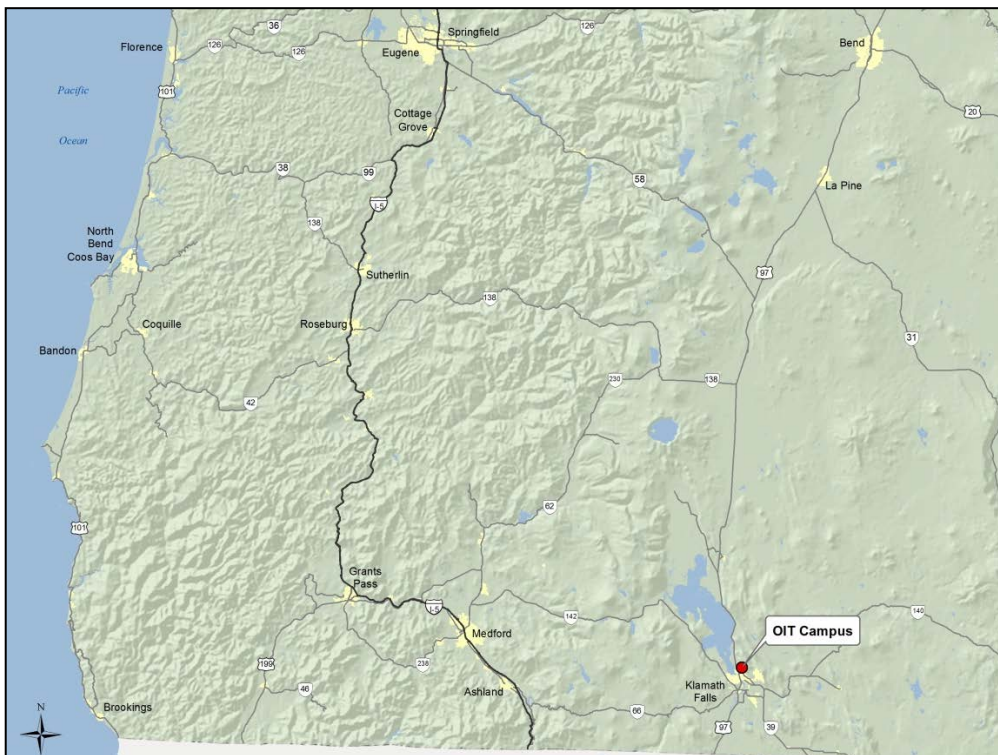 36
Springfield
Florence
126
126
126
Eugene
Bend
Pacific
101
Ocean
20
Cottage
Grove
38
99
58
La Pine
I-5
138
North
Bend
Coos Bay
97
Sutherlin
138
Coquille
Roseburg
31
Bandon
230
138
42
62
101
Grants
Pass
I-5
142
140
OIT Campus
Medford
199
238
46
Ashland
Klamath
Falls
66
Brookings
97
39
N